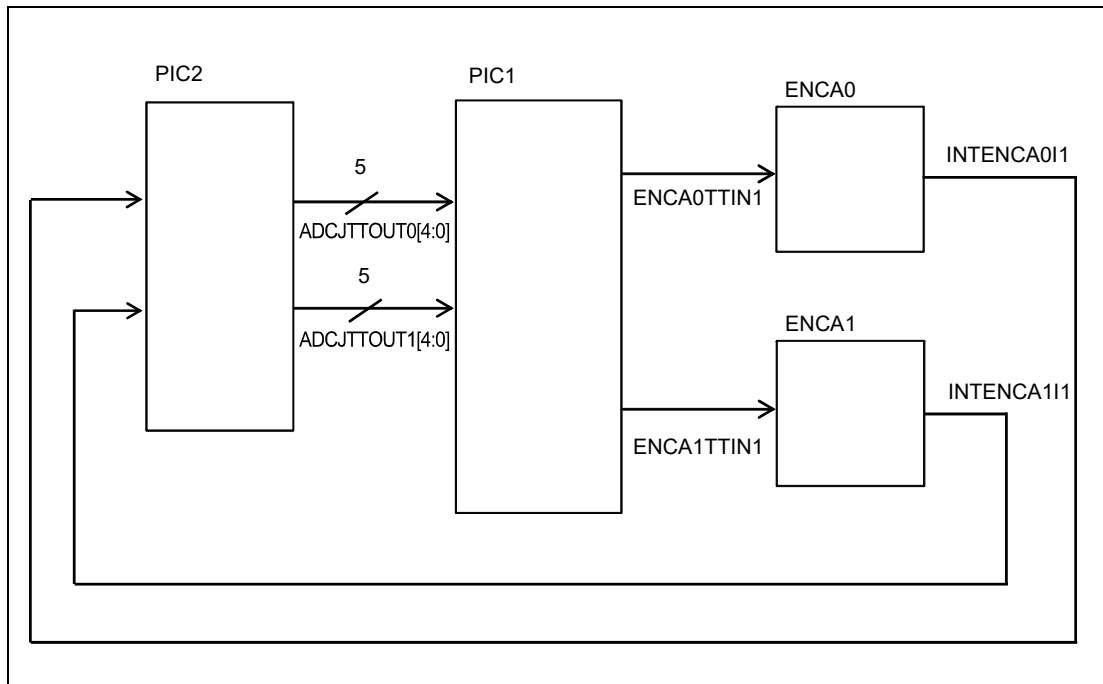 PIC2
PIC1
ENCA0
INTENCA0I1
5
ENCA0TTIN1
ADCJTTOUT0[4:0]
5
ENCA1
ADCJTTOUT1[4:0]
INTENCA1I1
ENCA1TTIN1